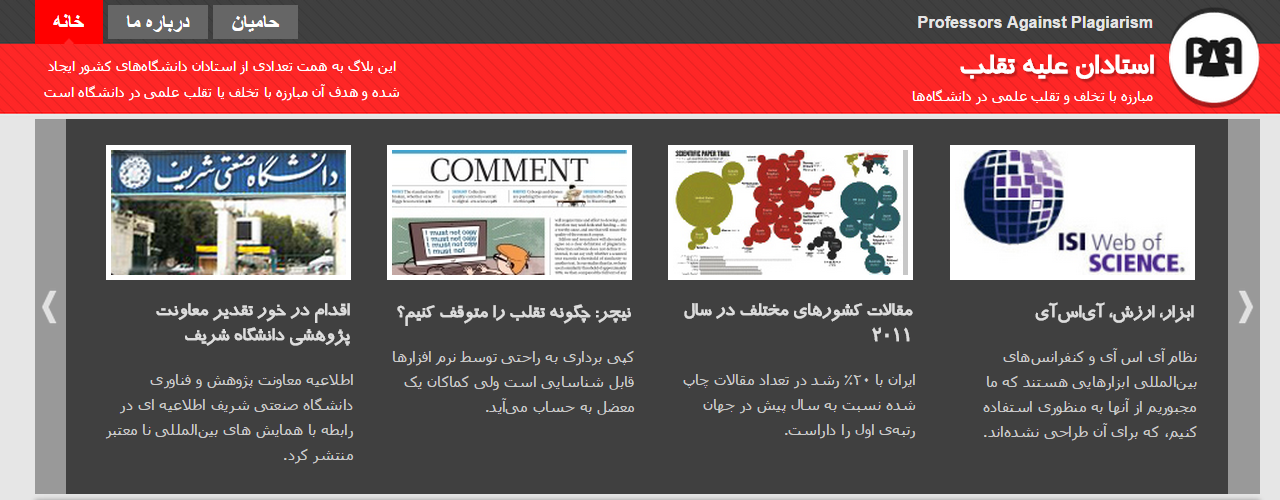 خانه
درباره ما
حامیان
Professors Against Plagiarism
استادان علیه تقلب
مبارزه با تخلف و تقلب علمی در دانشگاه‌ها
این بلاگ به همت تعدادی از استادان دانشگاه‌های کشور ایجاد
شده و هدف آن مبارزه با تخلف یا تقلب علمی در دانشگاه است
ISI Web of
SCIENCE.
ابزار، ارزش، آی‌اس‌آی
نظام آی اس آی و کنفرانس‌های
بین‌المللی ابزارهایی هستند که ما
مجبوریم از آنها به منظوری استفاده
کنیم، که برای آن طراحی نشده‌اند.
SCIENTIFIC PAPER TRAIL
مقالات کشورهای مختلف در سال
۲۰۱۱
ایران با ۲۰٪ رشد در تعداد مقالات چاپ
شده نسبت به سال پیش در جهان
رتبه‌ی اول را داراست.
COMMENT
I must not copy
I must not copy
I must not
I must not
نیچر: چگونه تقلب را متوقف کنیم؟
کپی برداری به راحتی توسط نرم افزارها
قابل شناسایی است ولی کماکان یک
معضل به حساب می‌آید.
دانشگاه صنعتی شریف
اقدام در خور تقدیر معاونت
پژوهشی دانشگاه شریف
اطلاعیه معاونت پژوهش و فناوری
دانشگاه صنعتی شریف اطلاعیه ای در
رابطه با همایش های بین‌المللی نا معتبر
منتشر کرد.